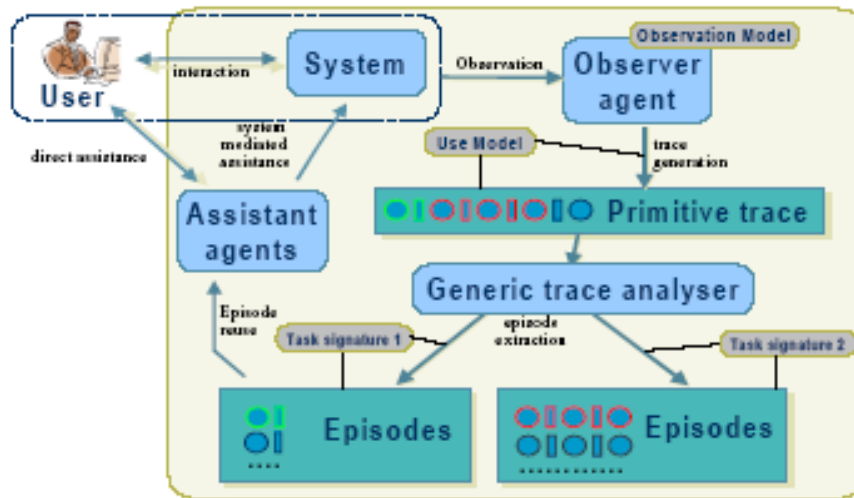 Observation Model
System
Observer
agent
Observation
interaction
User
system
mediated
assistance
direct assistance
Use Model
trace
generation
Primitive trace
Assistant
agents
Generic trace analyser
Episode
reuse
episode
extraction
Task signature 1
Task signature 2
Episodes
Episodes